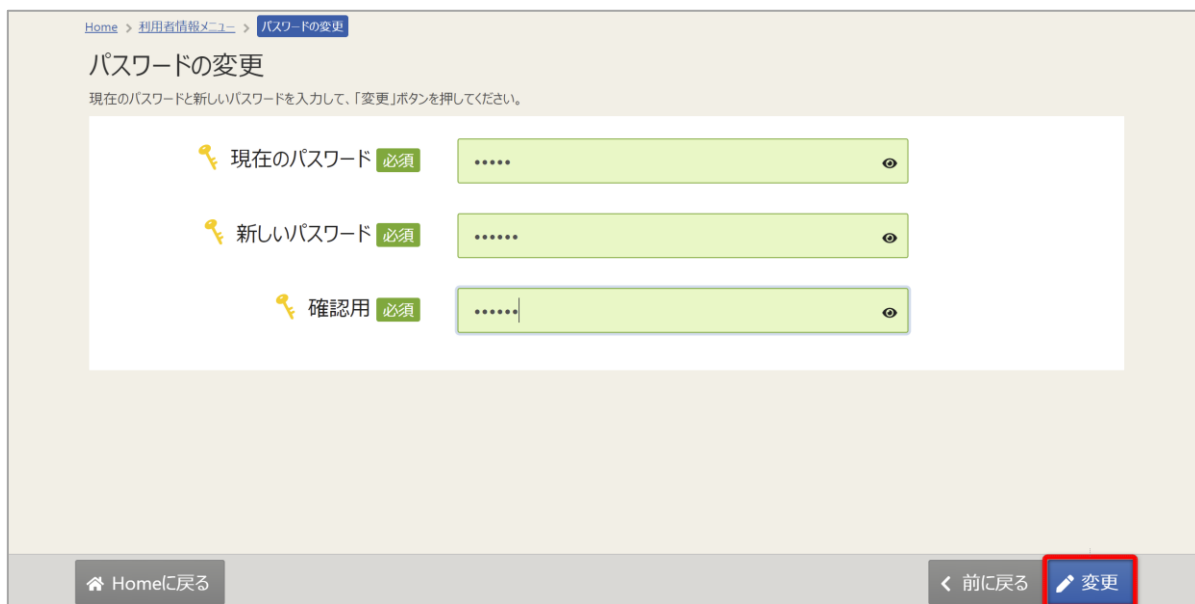 Home > 利用者情報メニュー > パスワードの変更
パスワードの変更
現在のパスワードと新しいパスワードを入力して、「変更」ボタンを押してください。
現在のパスワード 必須 •••••
新しいパスワード 必須 ••••••
確認用 必須 ••••••
Homeに戻る 前に戻る 変更